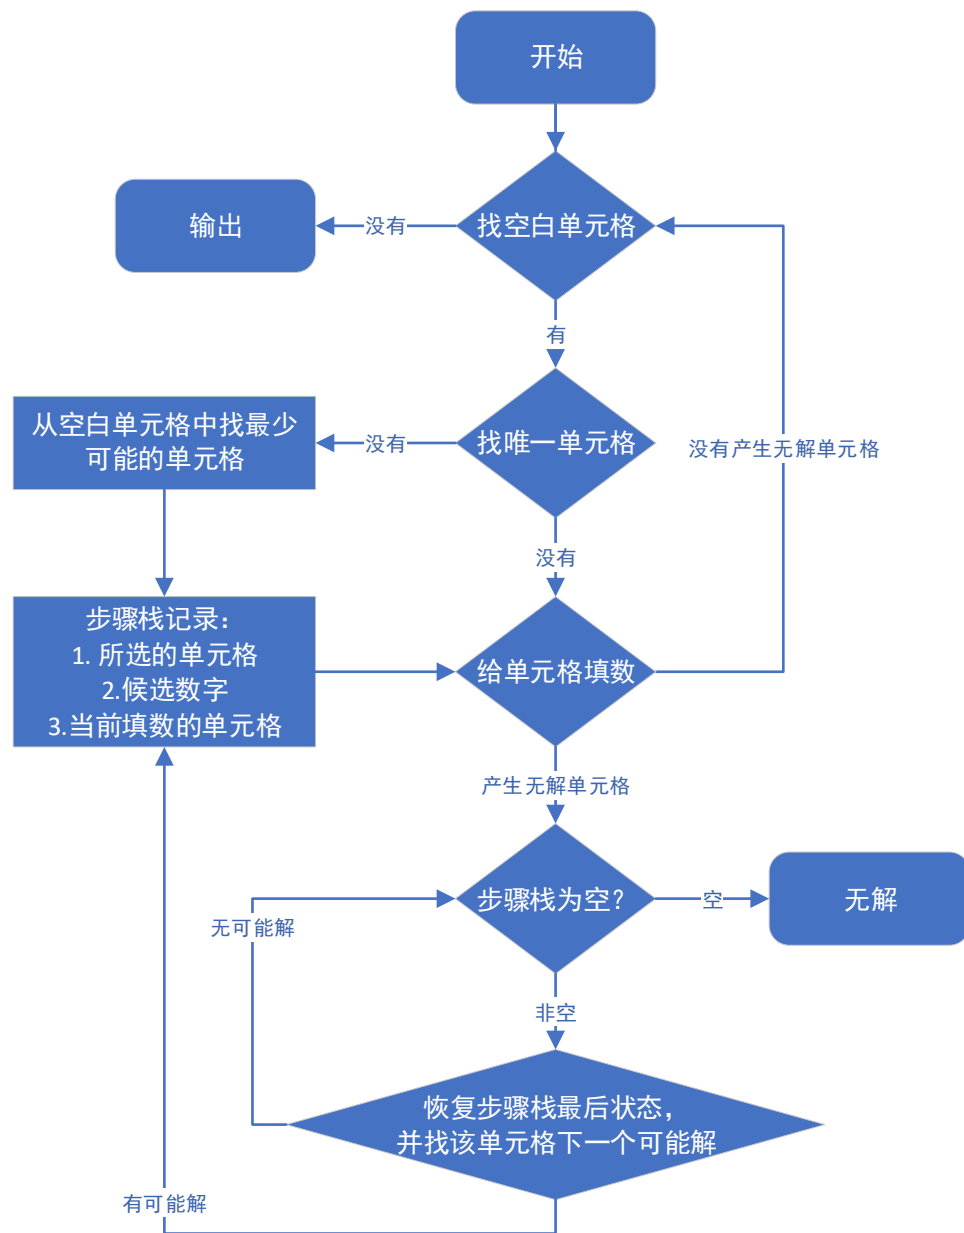 开始
输出
没有
找空白单元格
有
从空白单元格中找最少
可能的单元格
没有
找唯一单元格
没有产生无解单元格
没有
步骤栈记录：
1. 所选的单元格
2.候选数字
3.当前填数的单元格
给单元格填数
产生无解单元格
步骤栈为空？
空
无解
无可能解
非空
恢复步骤栈最后状态，
并找该单元格下一个可能解
有可能解